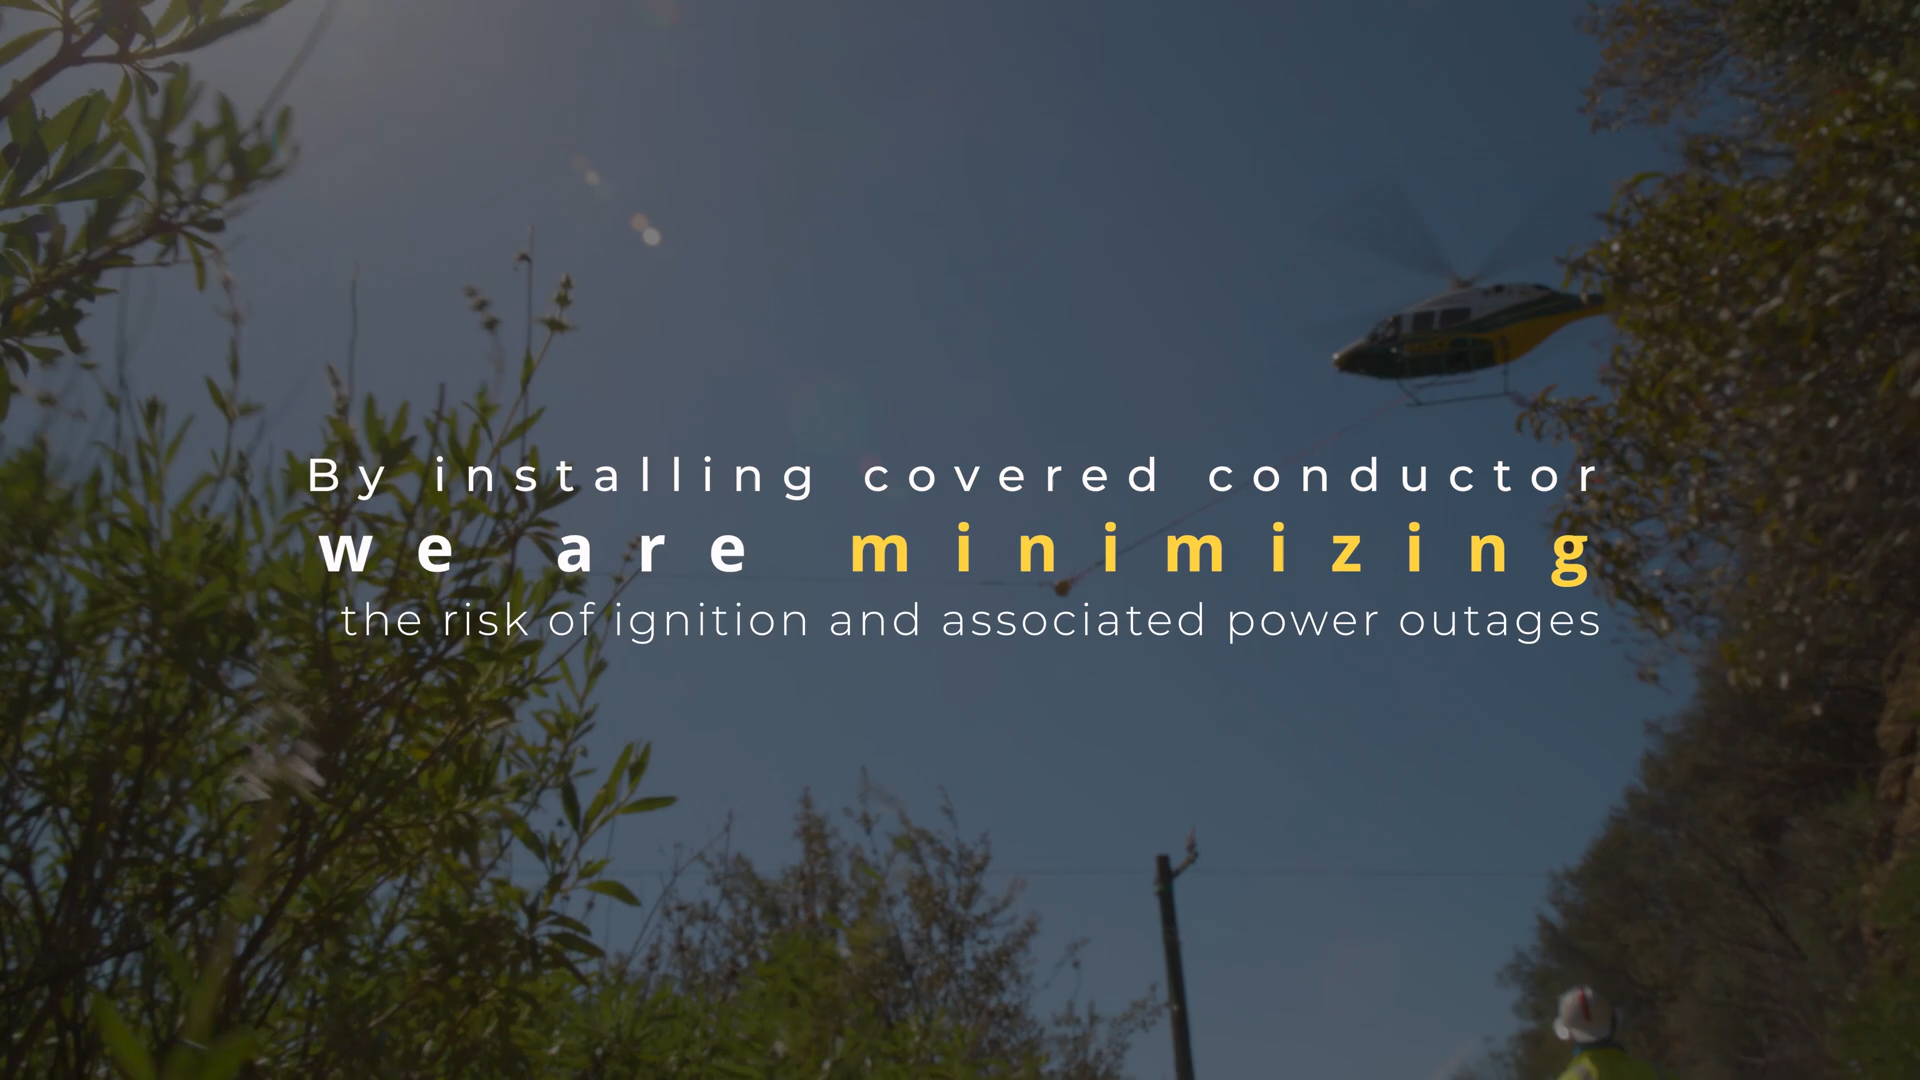 By installing covered conductor
we are minimizing
the risk of ignition and associated power outages